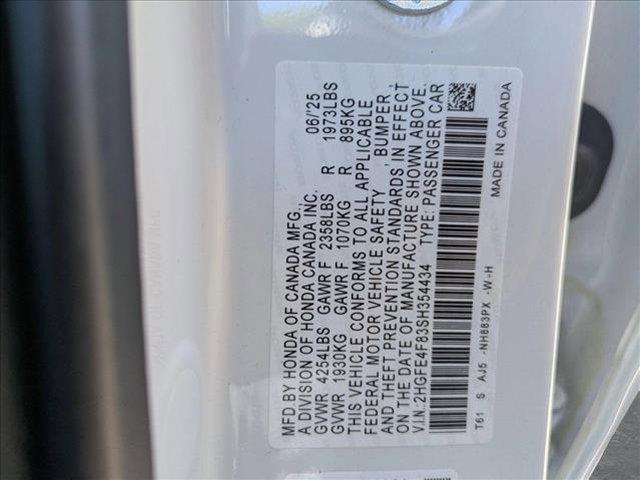 MFD.BY HONDA OF CANADA MFG. 06/'25
A DIVISION OF HONDA CANADA INC.
GVWR 4254LBS GAWR F 2358LBS R 1973LBS
GVWR 1930KG GAWR F 1070KG R 895KG
THIS VEHICLE CONFORMS TO ALL APPLICABLE
FEDERAL MOTOR VEHICLE SAFETY, BUMPER,
AND THEFT PREVENTION STANDARDS IN EFFECT
ON THE DATE OF MANUFACTURE SHOWN ABOVE.
V.I.N.:2HGFE4F83SH354434 TYPE: PASSENGER CAR
T61 S AJ5 -NH883PX -W-H MADE IN CANADA